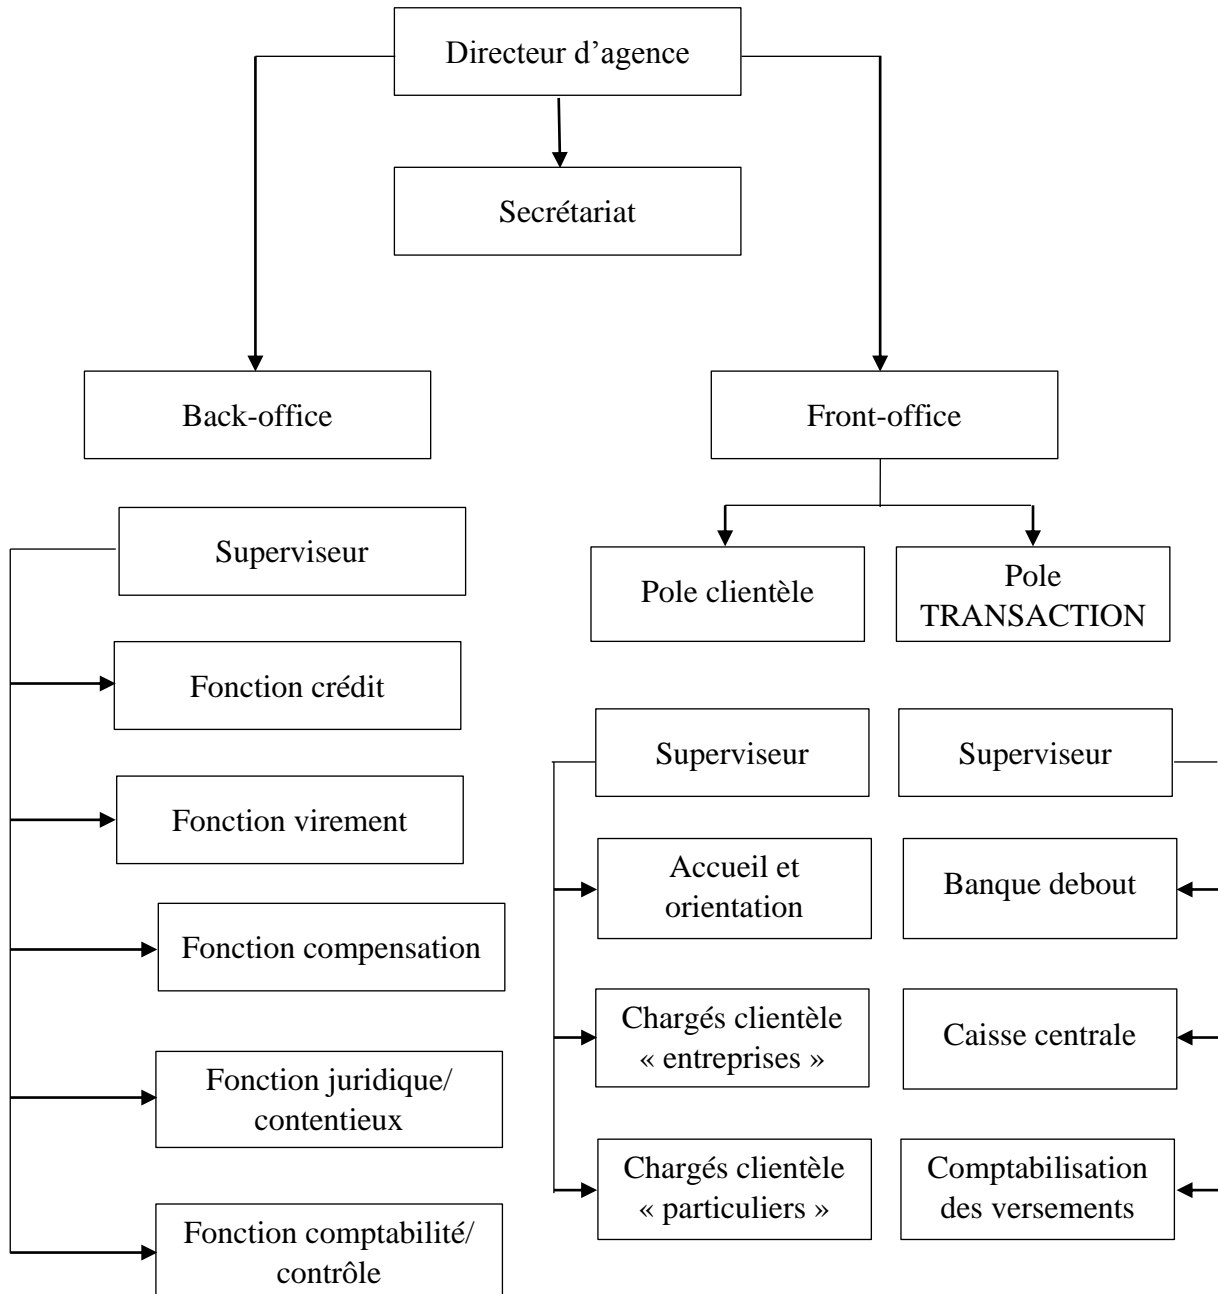 Directeur d’agence
Secrétariat
Back-office
Front-office
Superviseur
Pole clientèle
Pole
TRANSACTION
Fonction crédit
Superviseur
Superviseur
Fonction virement
Accueil et
orientation
Banque debout
Fonction compensation
Chargés clientèle
« entreprises »
Caisse centrale
Fonction juridique/
contentieux
Chargés clientèle
« particuliers »
Comptabilisation
des versements
Fonction comptabilité/
contrôle